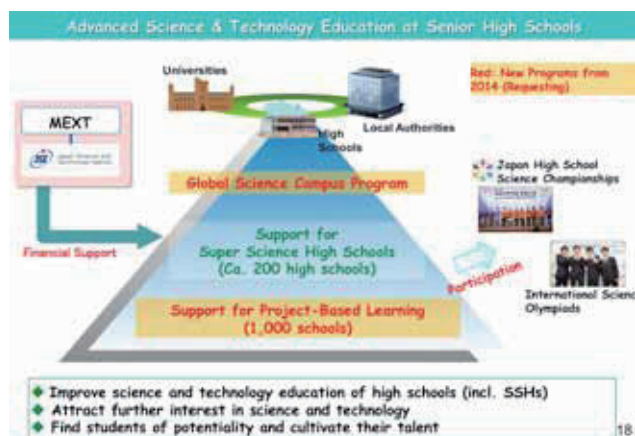 Advanced Science & Technology Education at Senior High Schools
Universities
Red: New Programs from
2014 (Requesting)
MEXT
Local Authorities
High
Schools
Japan High School
Science Championships
Global Science Campus Program
Financial Support
Support for
Super Science High Schools
(Ca. 200 high schools)
Participation
International Scienc
Olympiads
Support for Project-Based Learning
(1,000 schools)
Improve science and technology education of high schools (incl. SSHs)
Attract further interest in science and technology
Find students of potentiality and cultivate their talent
18